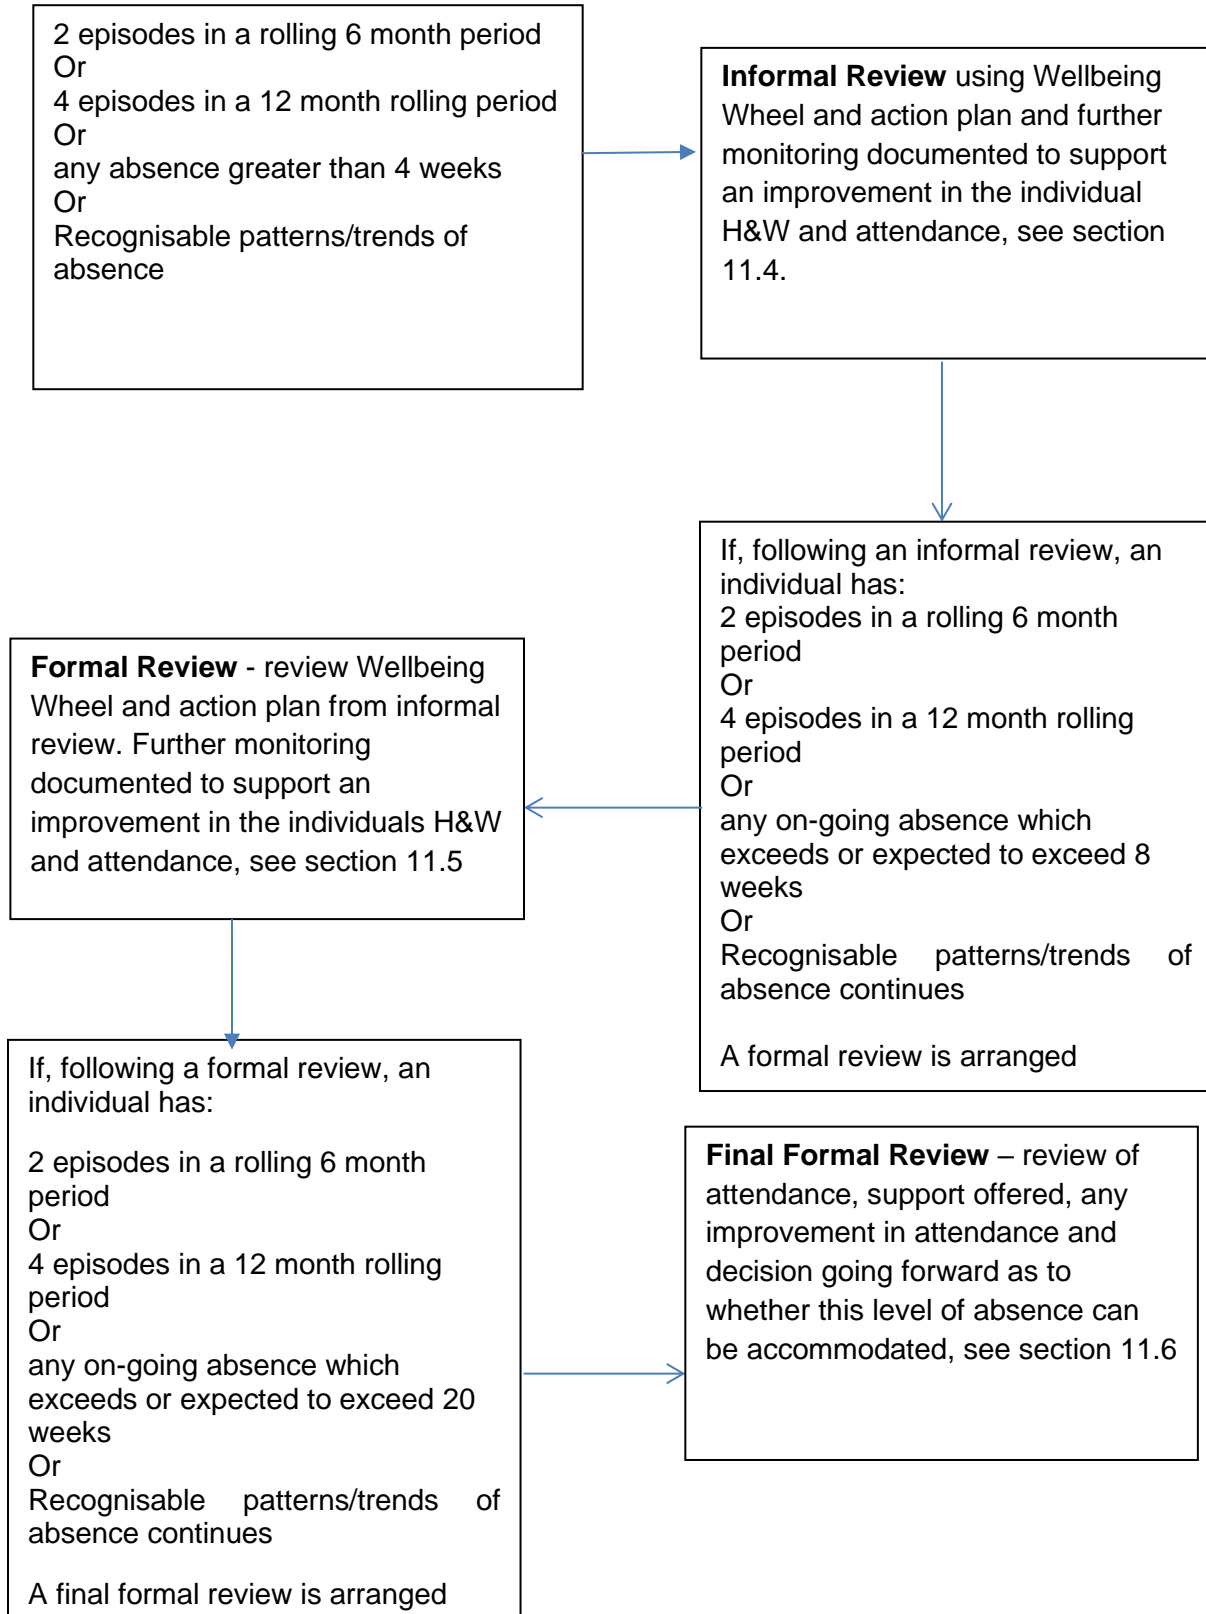 2 episodes in a rolling 6 month period
Or
4 episodes in a 12 month rolling period
Or
any absence greater than 4 weeks
Or
Recognisable patterns/trends of
absence
Informal Review using Wellbeing
Wheel and action plan and further
monitoring documented to support
an improvement in the individual
H&W and attendance, see section
11.4.
If, following an informal review, an
individual has:
2 episodes in a rolling 6 month
period
Or
4 episodes in a 12 month rolling
period
Or
any on-going absence which
exceeds or expected to exceed 8
weeks
Or
Recognisable patterns/trends of
absence continues
A formal review is arranged
Formal Review - review Wellbeing
Wheel and action plan from informal
review. Further monitoring
documented to support an
improvement in the individuals H&W
and attendance, see section 11.5
If, following a formal review, an
individual has:
2 episodes in a rolling 6 month
period
Or
4 episodes in a 12 month rolling
period
Or
any on-going absence which
exceeds or expected to exceed 20
weeks
Or
Recognisable patterns/trends of
absence continues
A final formal review is arranged
Final Formal Review – review of
attendance, support offered, any
improvement in attendance and
decision going forward as to
whether this level of absence can
be accommodated, see section 11.6